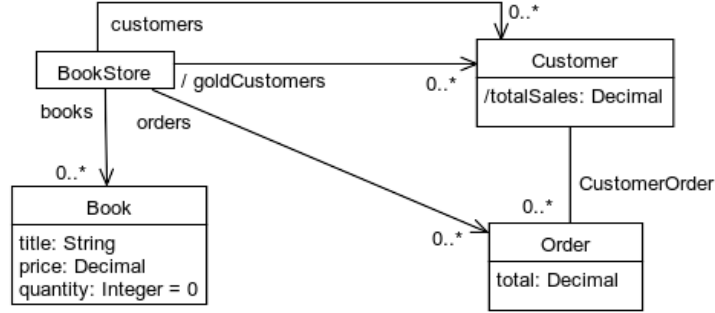 customers
0..*
BookStore
/ goldCustomers
0..*
Customer
/totalSales: Decimal
books
orders
0..*
Book
title: String
price: Decimal
quantity: Integer = 0
CustomerOrder
0..*
0..*
Order
total: Decimal